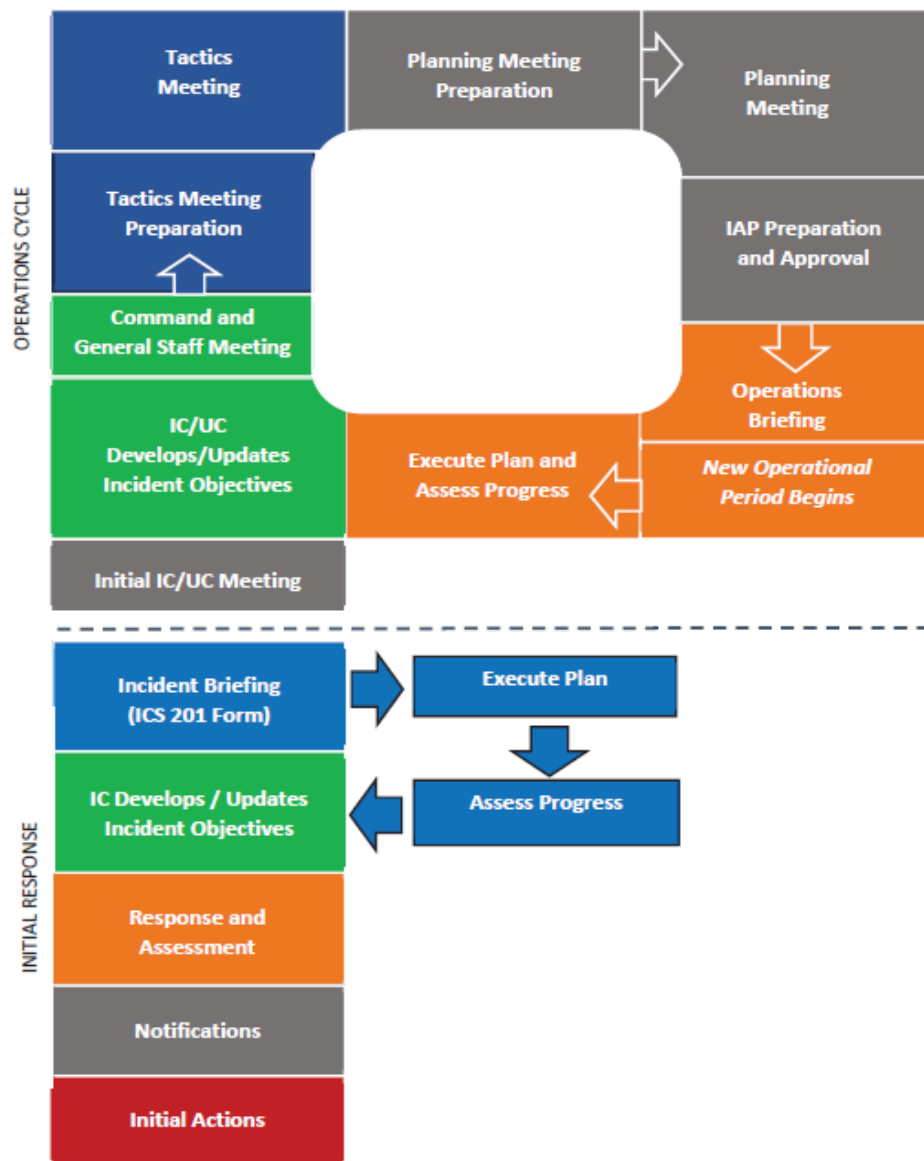 Tactics
Meeting
Planning Meeting
Preparation
Planning
Meeting
Tactics Meeting
Preparation
IAP Preparation
and Approval
OPERATIONS CYCLE
Command and
General Staff Meeting
Operations
Briefing
IC/UC
Develops/Updates
Incident Objectives
Execute Plan and
Assess Progress
New Operational
Period Begins
Initial IC/UC Meeting
Incident Briefing
(ICS 201 Form)
Execute Plan
IC Develops / Updates
Incident Objectives
Assess Progress
INITIAL RESPONSE
Response and
Assessment
Notifications
Initial Actions